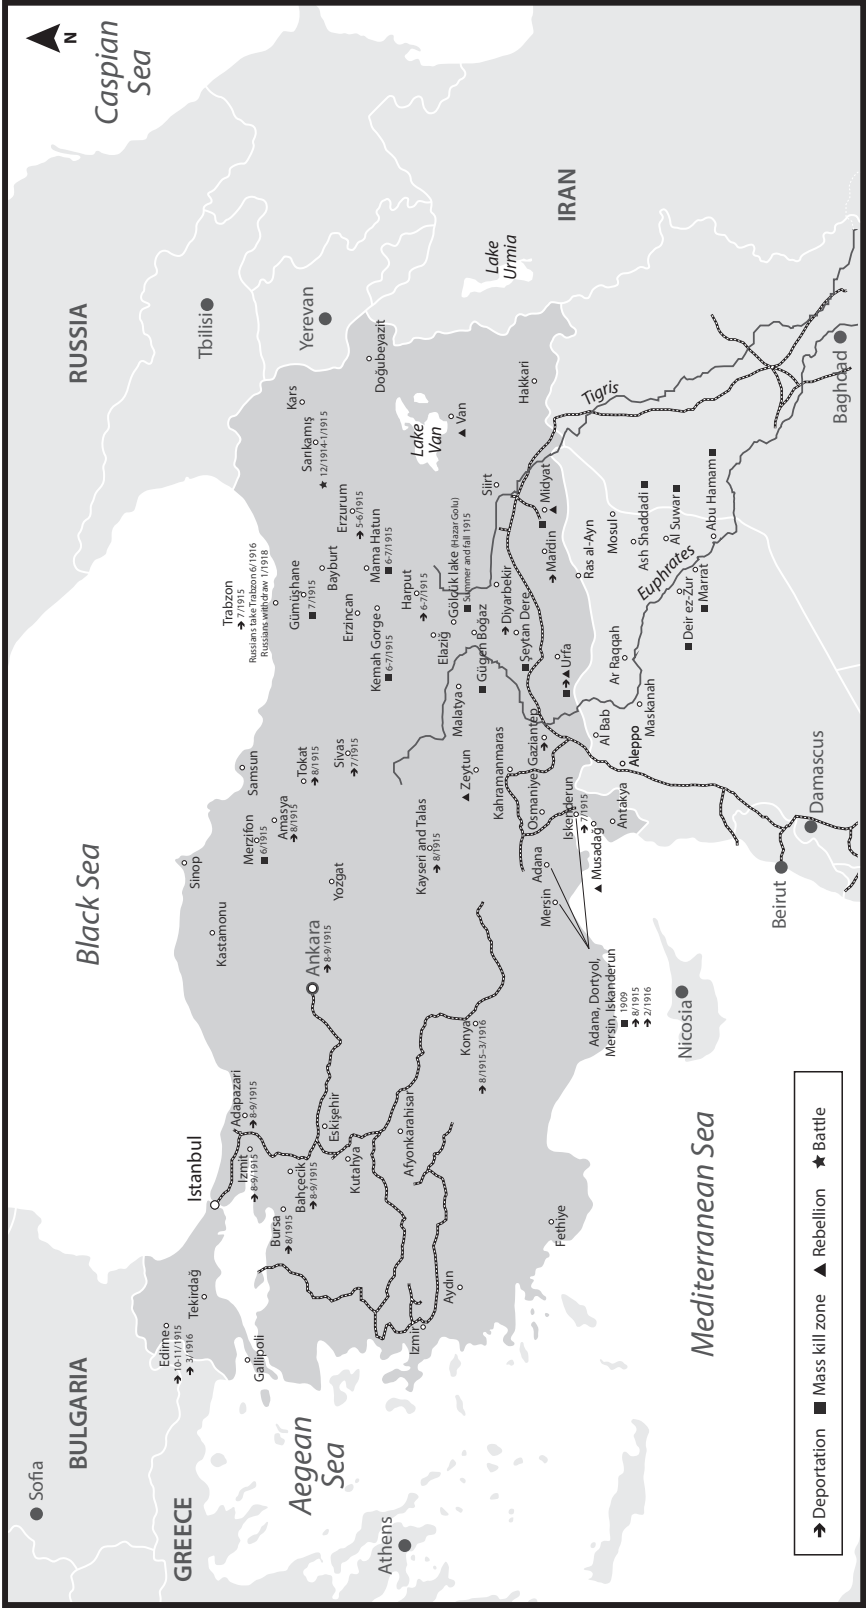 N
Caspian
Sea
RUSSIA
Tbilisi
Yerevan
IRAN
Lake
Urmia
Black Sea
BULGARIA
Sofia
GREECE
Athens
Aegean
Sea
Mediterranean Sea
Nicosia
Beirut
Damascus
Baghdad
Tigris
Euphrates
Lake
Van
Edirne
➔ 10-11/1915
➔ 3/1916
Tekirdağ
Gallipoli
Istanbul
Izmit
➔ 8-9/1915
Adapazari
➔ 8-9/1915
Bahçecik
➔ 8-9/1915
Bursa
➔ 8/1915
Eskişehir
Kutahya
Afyonkarahisar
Izmir
Aydın
Fethiye
Konya
➔ 8/1915–3/1916
Ankara
➔ 8-9/1915
Kastamonu
Sinop
Samsun
Merzifon
■ 6/1915
Amasya
➔ 8/1915
Tokat
➔ 8/1915
Sivas
➔ 7/1915
Yozgat
Kayseri and Talas
➔ 8/1915
Trabzon
➔ 7/1915
Russians take Trabzon 6/1916
Russians withdraw 1/1918
Gümüşhane
■ 7/1915
Bayburt
Erzincan
Mama Hatun
■ 6-7/1915
Kemah Gorge
■ 6-7/1915
Erzurum
➔ 5-6/1915
Sarıkamış
★ 12/1914-1/1915
Kars
Doğubeyazit
▲ Van
Hakkari
Siirt
Harput
➔ 6-7/1915
Gölcük lake (Hazar Golu)
■ Summer and fall 1915
Elaziğ
■ Gügen Boğaz
Malatya
▲ Zeytun
Kahramanmaras
➔ Diyarbekir
■ Şeytan Dere
■ ➔ ▲ Urfa
➔ Mardin
■ ▲ Midyat
➔ Gaziantep
Osmaniye
Iskenderun
➔ 7/1915
▲ Musadağ
Antakya
Adana
Mersin
Adana, Dortyol,
Mersin, Iskanderun
■ 1909
➔ 8/1915
➔ 2/1916
Al Bab
Aleppo
Maskanah
Ar Raqqah
Ras al-Ayn
Mosul
Ash Shaddadi ■
Al Suwar ■
Abu Hamam ■
■ Deir ez-Zur
■ Marrat
➔ Deportation ■ Mass kill zone ▲ Rebellion ★ Battle